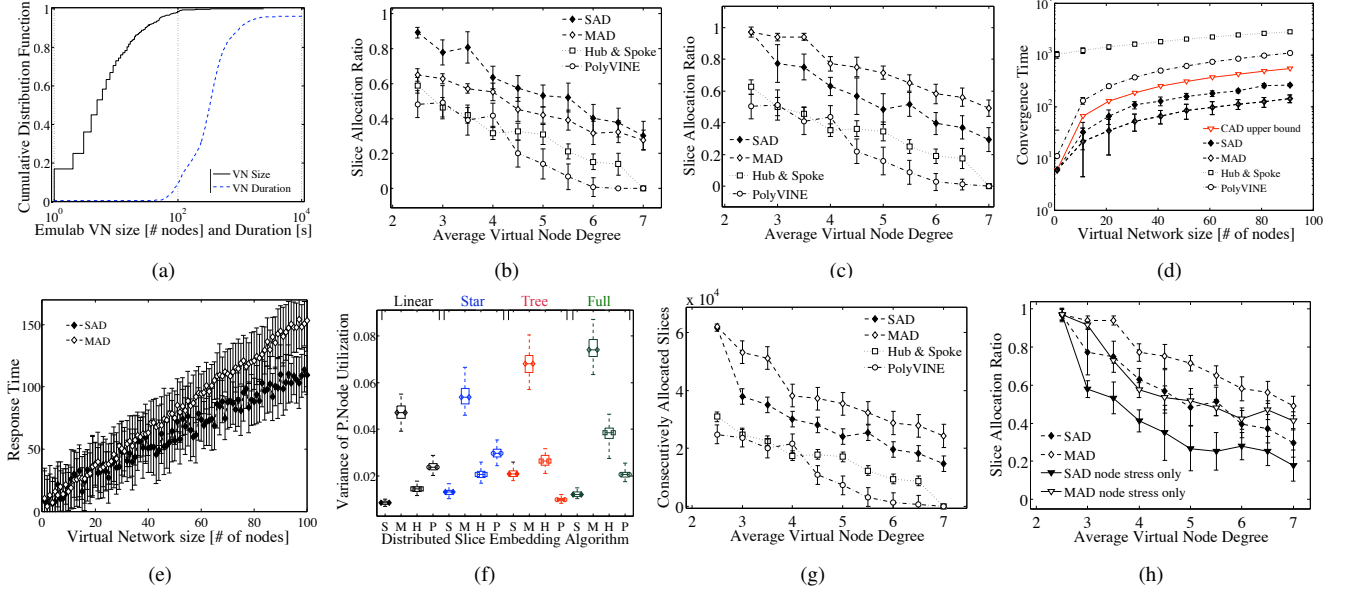 Cumulative Distribution Function
1
0.8
0.6
0.4
0.2
0
10^0
10^2
10^4
VN Size
VN Duration
Emulab VN size [# nodes] and Duration [s]
(a)
Slice Allocation Ratio
1
0.8
0.6
0.4
0.2
0
2
3
4
5
6
7
SAD
MAD
Hub & Spoke
PolyVINE
Average Virtual Node Degree
(b)
Slice Allocation Ratio
1
0.8
0.6
0.4
0.2
0
2
3
4
5
6
7
SAD
MAD
Hub & Spoke
PolyVINE
Average Virtual Node Degree
(c)
Convergence Time
10^4
10^3
10^2
10^1
10^0
0
20
40
60
80
100
CAD upper bound
SAD
MAD
PolyVINE
Virtual Network size [# of nodes]
(d)
Response Time
150
100
50
0
0
20
40
60
80
100
SAD
MAD
Virtual Network size [# of nodes]
(e)
Linear
Star
Tree
Full
Variance of P.Node Utilization
0.08
0.06
0.04
0.02
S M H P S M H P S M H P S M H P
Distributed Slice Embedding Algorithm
(f)
Consecutively Allocated Slices
x 10^4
6
4
2
0
2
3
4
5
6
7
SAD
MAD
Hub & Spoke
PolyVINE
Average Virtual Node Degree
(g)
Slice Allocation Ratio
1
0.8
0.6
0.4
0.2
0
2
3
4
5
6
7
SAD
MAD
SAD node stress only
MAD node stress only
Average Virtual Node Degree
(h)